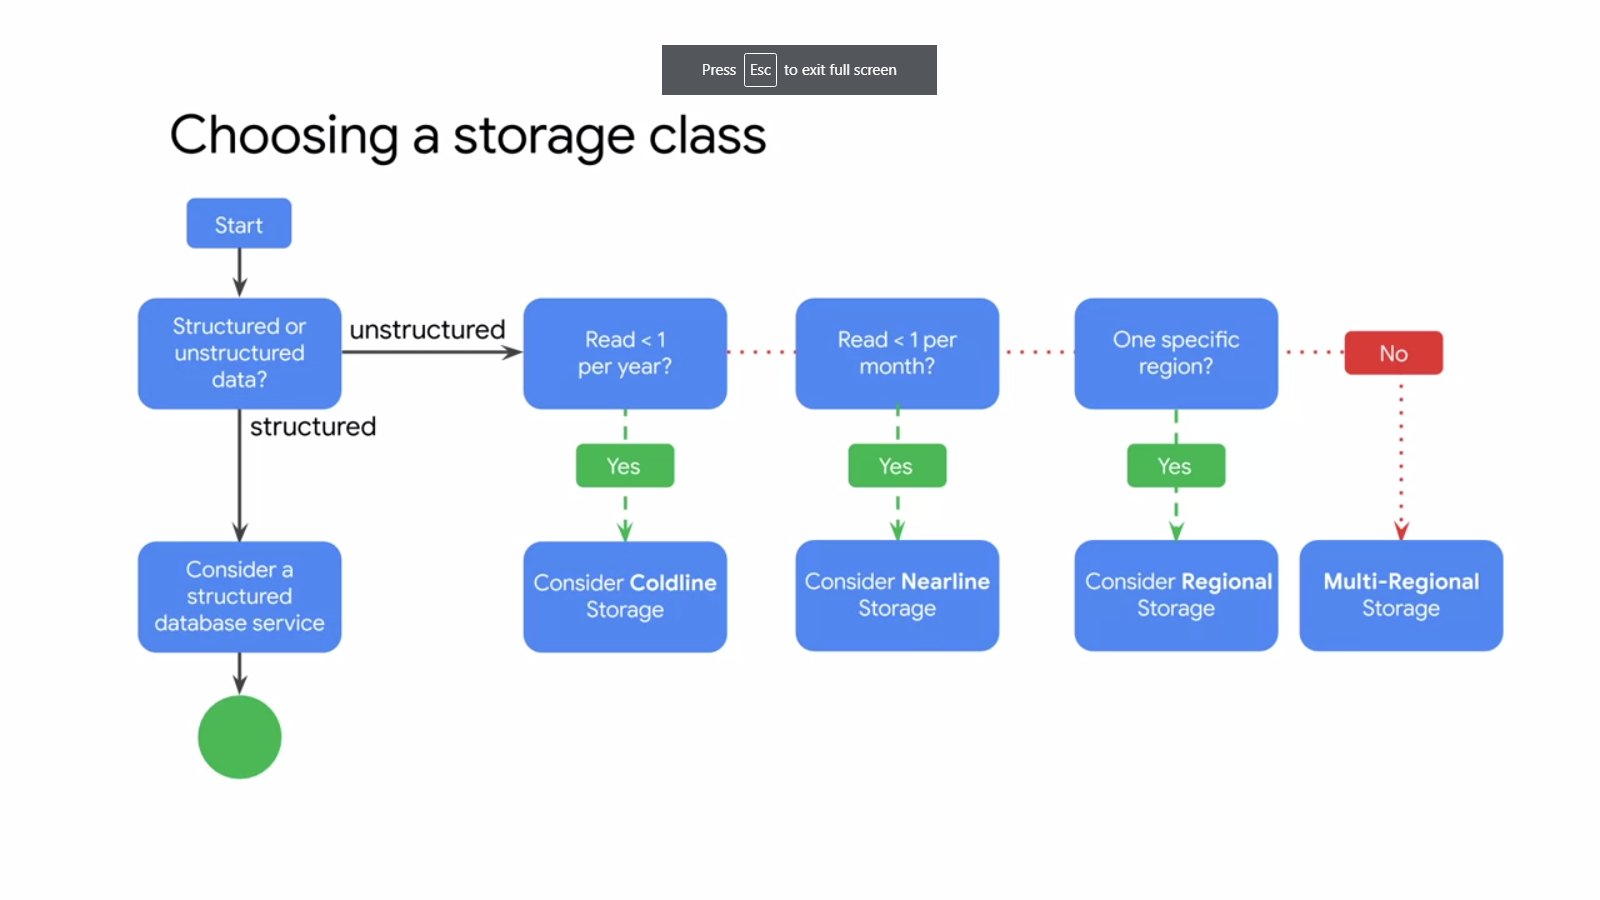 Press Esc to exit full screen
Choosing a storage class
Start
Structured or
unstructured
data?
unstructured
Read < 1
per year?
Read < 1 per
month?
One specific
region?
No
structured
Yes
Yes
Yes
Consider a
structured
database service
Consider Coldline
Storage
Consider Nearline
Storage
Consider Regional
Storage
Multi-Regional
Storage